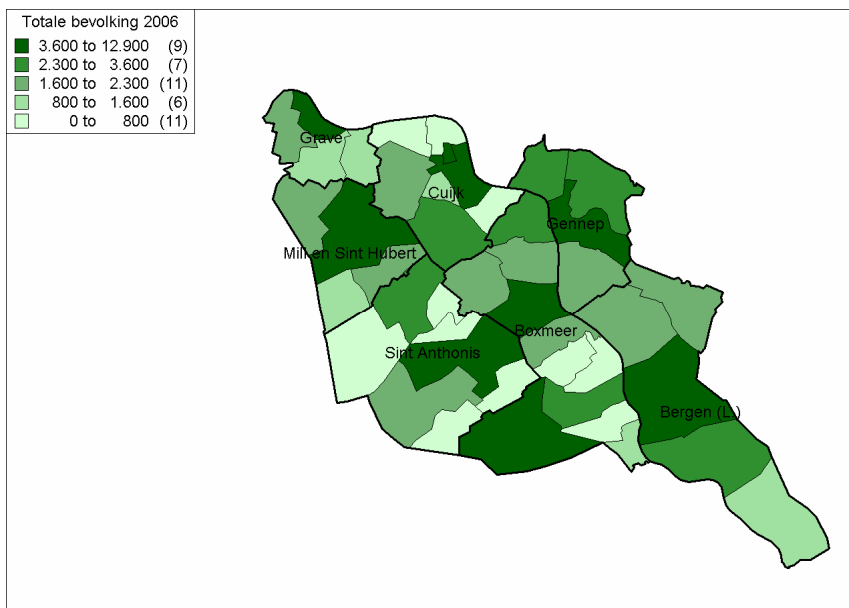 Totale bevolking 2006
3.600 to 12.900 (9)
2.300 to 3.600 (7)
1.600 to 2.300 (11)
800 to 1.600 (6)
0 to 800 (11)
Grave
Cuijk
Gennep
Mill en Sint Hubert
Boxmeer
Sint Anthonis
Bergen (L.)